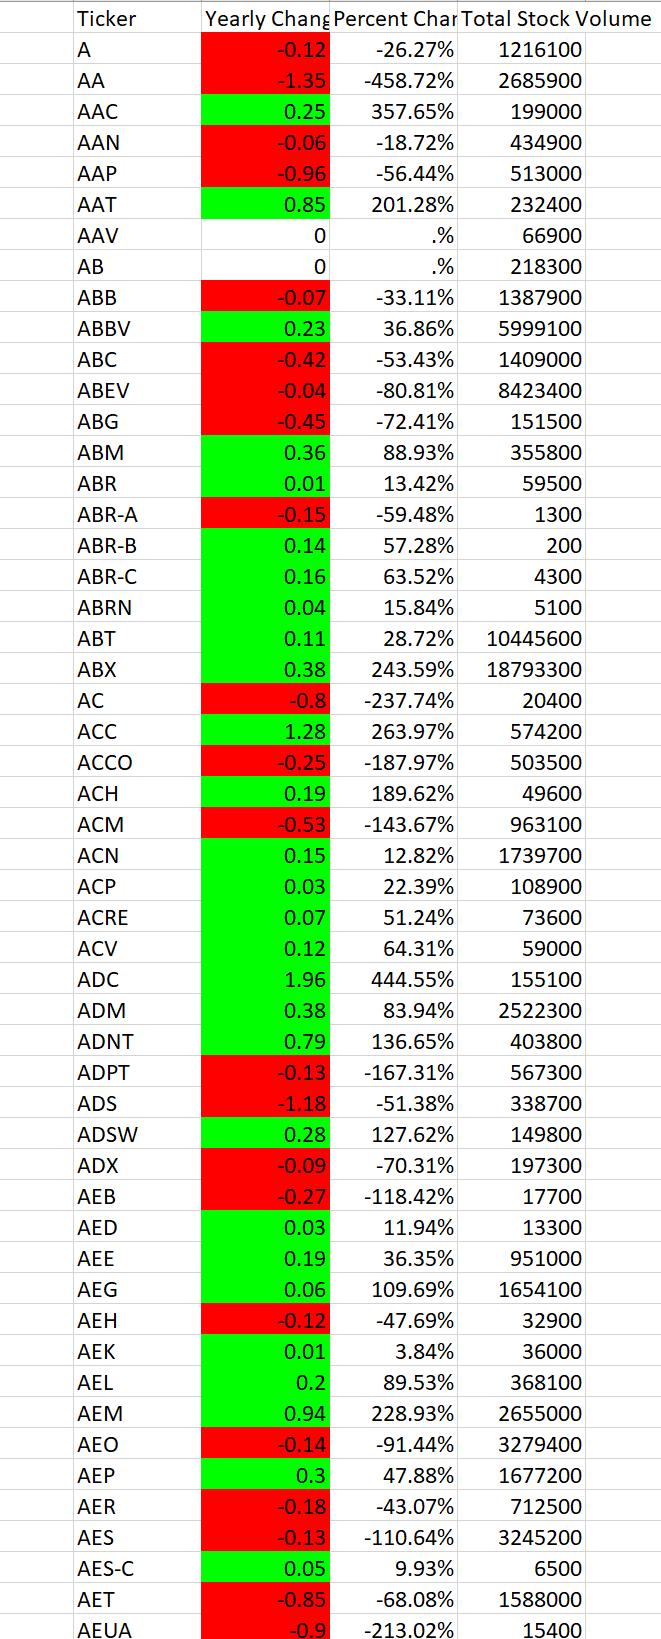 Ticker Yearly Chang Percent Char Total Stock Volume
A -0.12 -26.27% 1216100
AA -1.35 -458.72% 2685900
AAC 0.25 357.65% 199000
AAN -0.06 -18.72% 434900
AAP -0.96 -56.44% 513000
AAT 0.85 201.28% 232400
AAV 0 .% 66900
AB 0 .% 218300
ABB -0.07 -33.11% 1387900
ABBV 0.23 36.86% 5999100
ABC -0.42 -53.43% 1409000
ABEV -0.04 -80.81% 8423400
ABG -0.45 -72.41% 151500
ABM 0.36 88.93% 355800
ABR 0.01 13.42% 59500
ABR-A -0.15 -59.48% 1300
ABR-B 0.14 57.28% 200
ABR-C 0.16 63.52% 4300
ABRN 0.04 15.84% 5100
ABT 0.11 28.72% 10445600
ABX 0.38 243.59% 18793300
AC -0.8 -237.74% 20400
ACC 1.28 263.97% 574200
ACCO -0.25 -187.97% 503500
ACH 0.19 189.62% 49600
ACM -0.53 -143.67% 963100
ACN 0.15 12.82% 1739700
ACP 0.03 22.39% 108900
ACRE 0.07 51.24% 73600
ACV 0.12 64.31% 59000
ADC 1.96 444.55% 155100
ADM 0.38 83.94% 2522300
ADNT 0.79 136.65% 403800
ADPT -0.13 -167.31% 567300
ADS -1.18 -51.38% 338700
ADSW 0.28 127.62% 149800
ADX -0.09 -70.31% 197300
AEB -0.27 -118.42% 17700
AED 0.03 11.94% 13300
AEE 0.19 36.35% 951000
AEG 0.06 109.69% 1654100
AEH -0.12 -47.69% 32900
AEK 0.01 3.84% 36000
AEL 0.2 89.53% 368100
AEM 0.94 228.93% 2655000
AEO -0.14 -91.44% 3279400
AEP 0.3 47.88% 1677200
AER -0.18 -43.07% 712500
AES -0.13 -110.64% 3245200
AES-C 0.05 9.93% 6500
AET -0.85 -68.08% 1588000
AEUA -0.9 -213.02% 15400